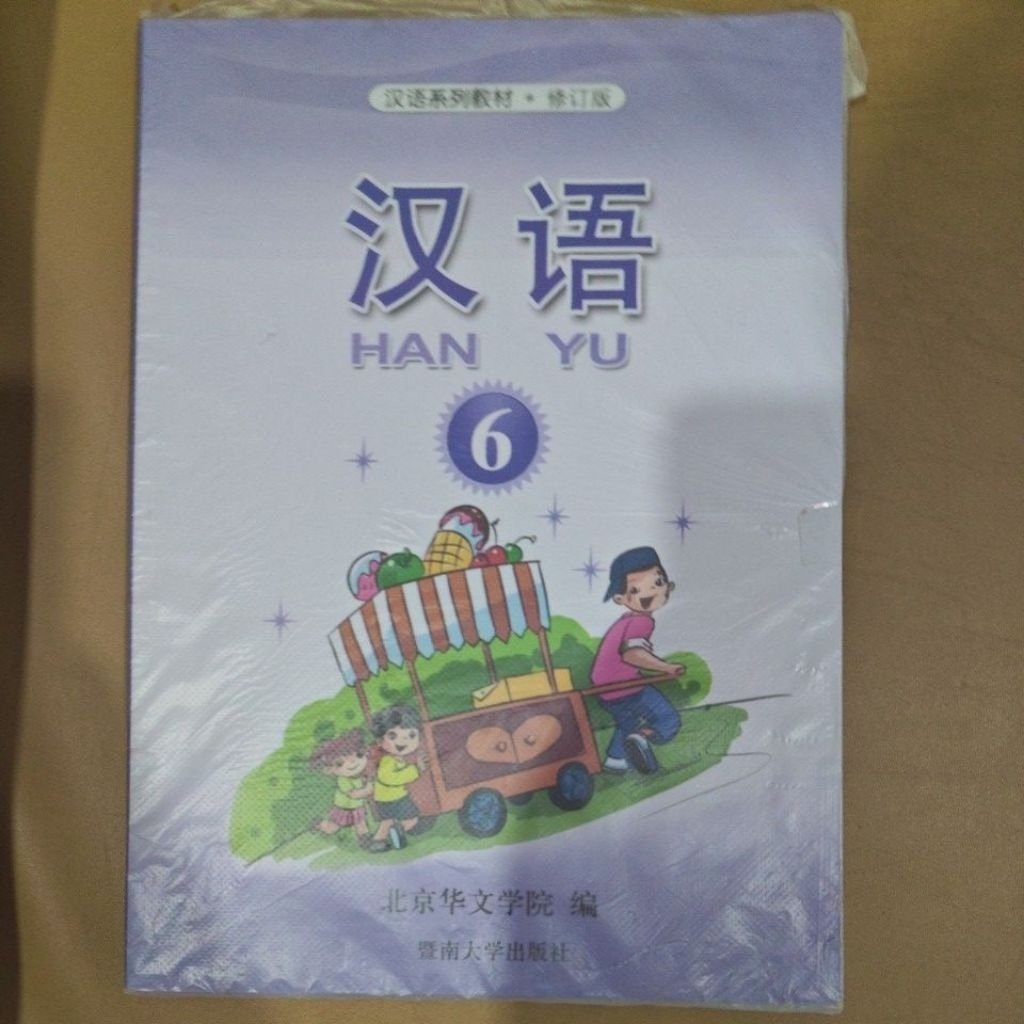 汉语系列教材 * 修订版
汉语
HAN YU
6
北京华文学院 编
暨南大学出版社